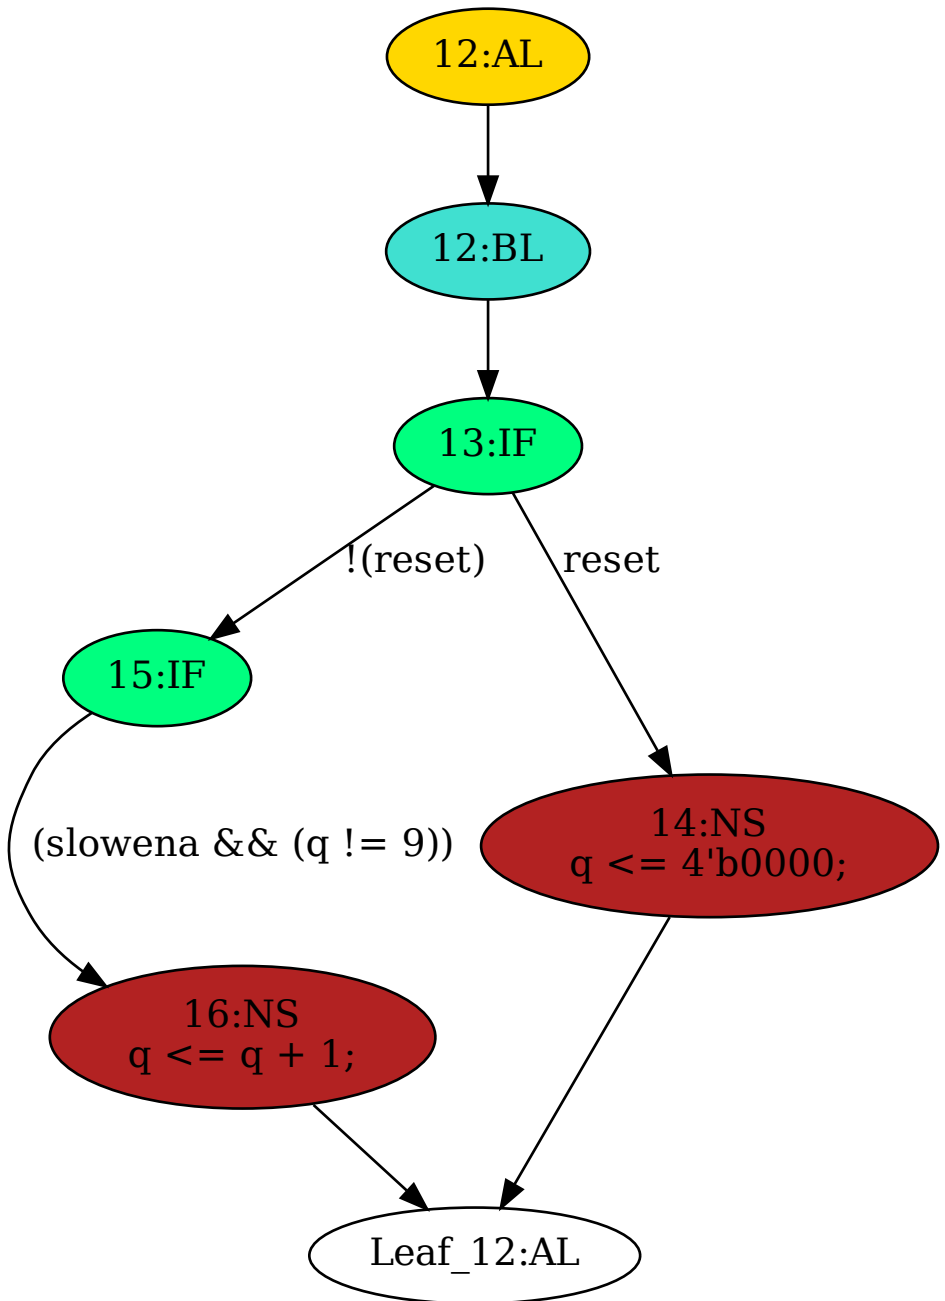 12:AL
12:BL
13:IF
!(reset)
reset
15:IF
(slowena && (q != 9))
14:NS
q <= 4'b0000;
16:NS
q <= q + 1;
Leaf_12:AL